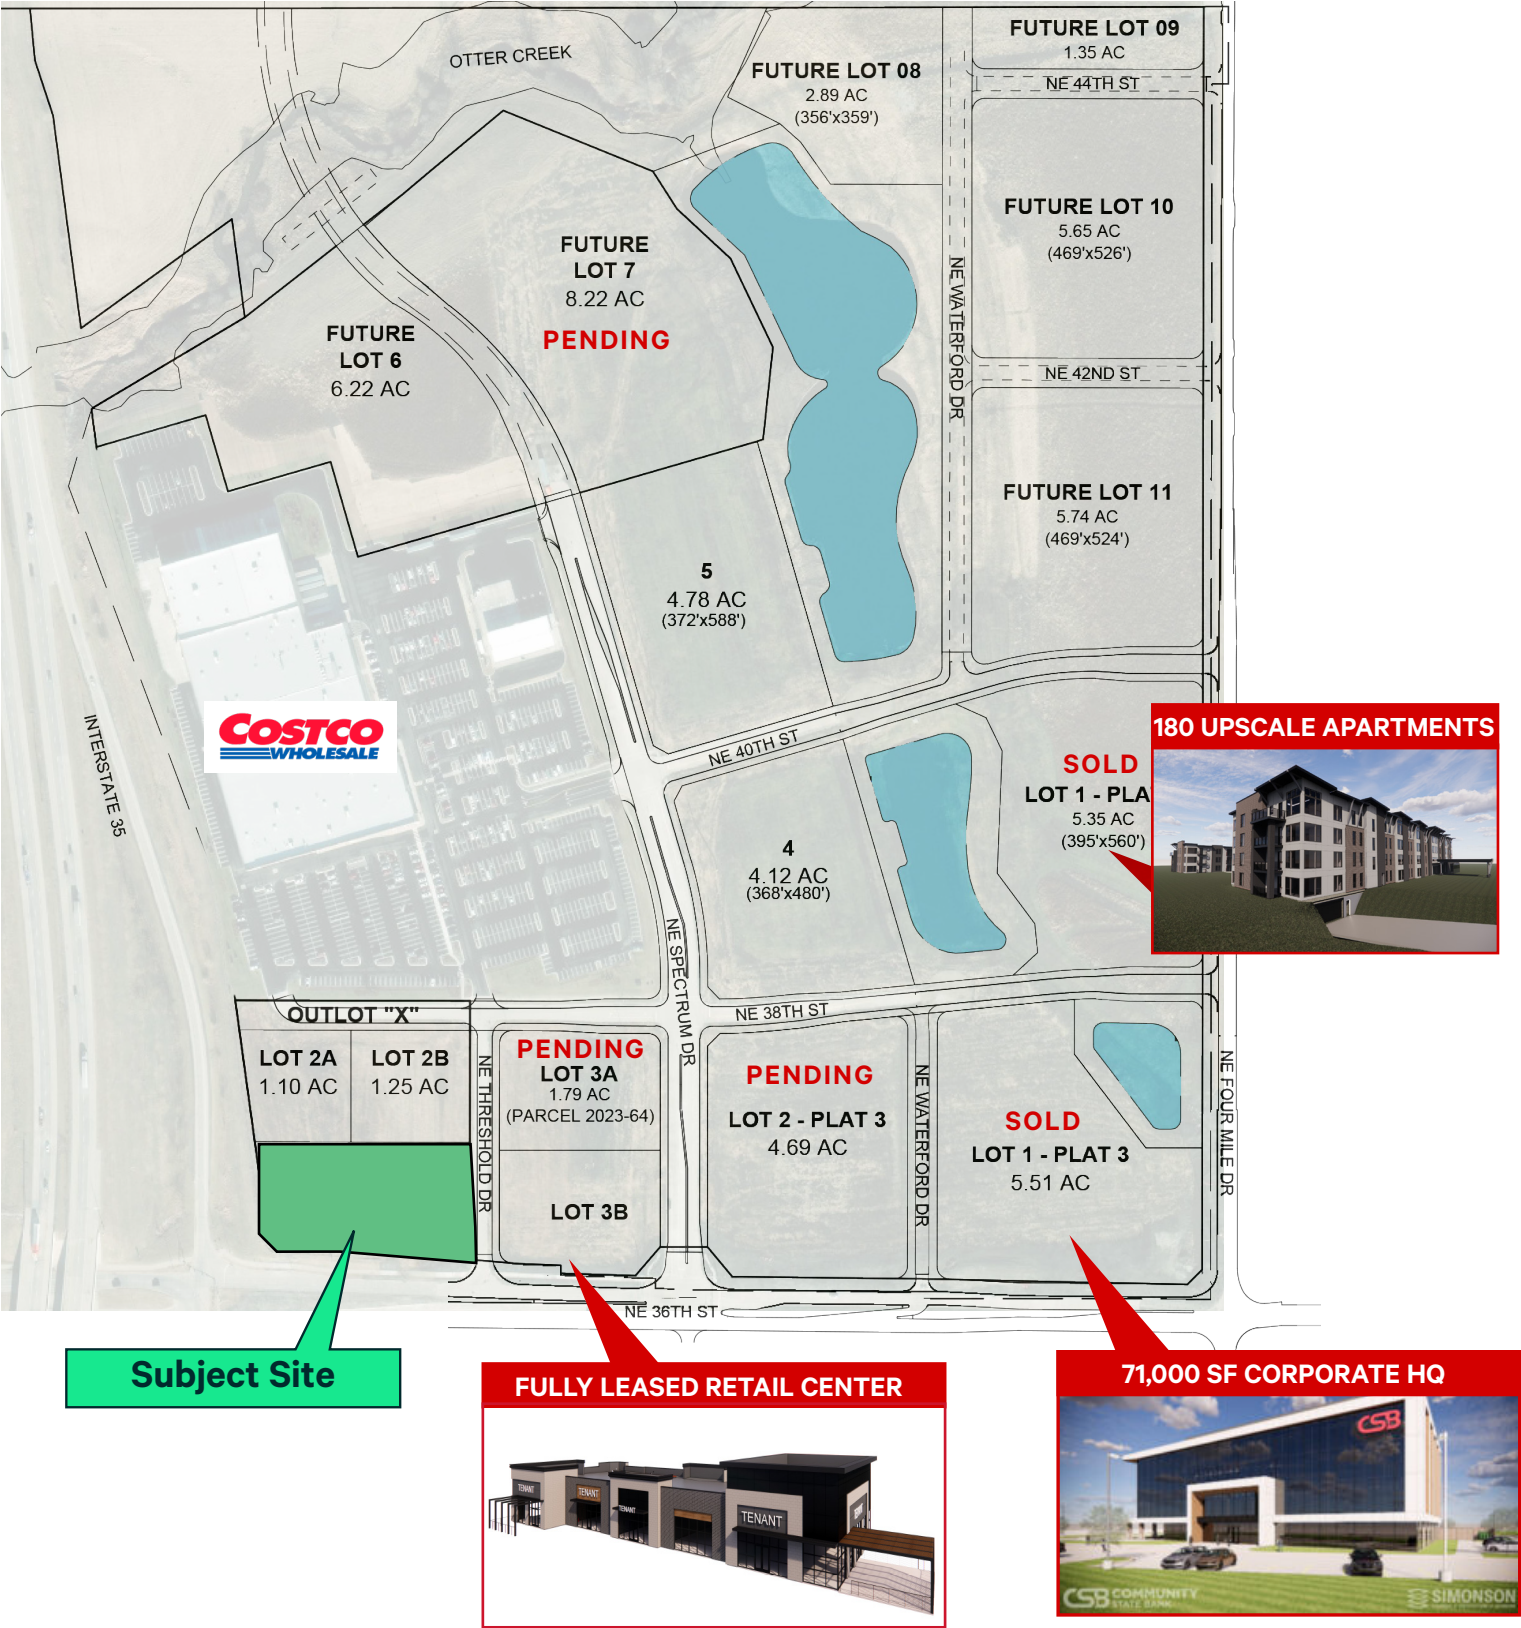 OTTER CREEK
FUTURE LOT 09
1.35 AC
NE 44TH ST
FUTURE LOT 08
2.89 AC
(356'x359')
FUTURE LOT 10
5.65 AC
(469'x526')
FUTURE
LOT 7
8.22 AC
PENDING
FUTURE
LOT 6
6.22 AC
NE WATERFORD DR
NE 42ND ST
FUTURE LOT 11
5.74 AC
(469'x524')
5
4.78 AC
(372'x588')
INTERSTATE 35
COSTCO
WHOLESALE
NE 40TH ST
180 UPSCALE APARTMENTS
SOLD
LOT 1 - PLA
5.35 AC
(395'x560')
4
4.12 AC
(368'x480')
NE SPECTRUM DR
NE 38TH ST
OUTLOT "X"
LOT 2A
1.10 AC
LOT 2B
1.25 AC
NE THRESHOLD DR
PENDING
LOT 3A
1.79 AC
(PARCEL 2023-64)
LOT 3B
PENDING
LOT 2 - PLAT 3
4.69 AC
NE WATERFORD DR
SOLD
LOT 1 - PLAT 3
5.51 AC
NE FOUR MILE DR
NE 36TH ST
Subject Site
FULLY LEASED RETAIL CENTER
TENANT
TENANT
TENANT
TENANT
71,000 SF CORPORATE HQ
CSB
CSB COMMUNITY
STATE BANK
SIMONSON